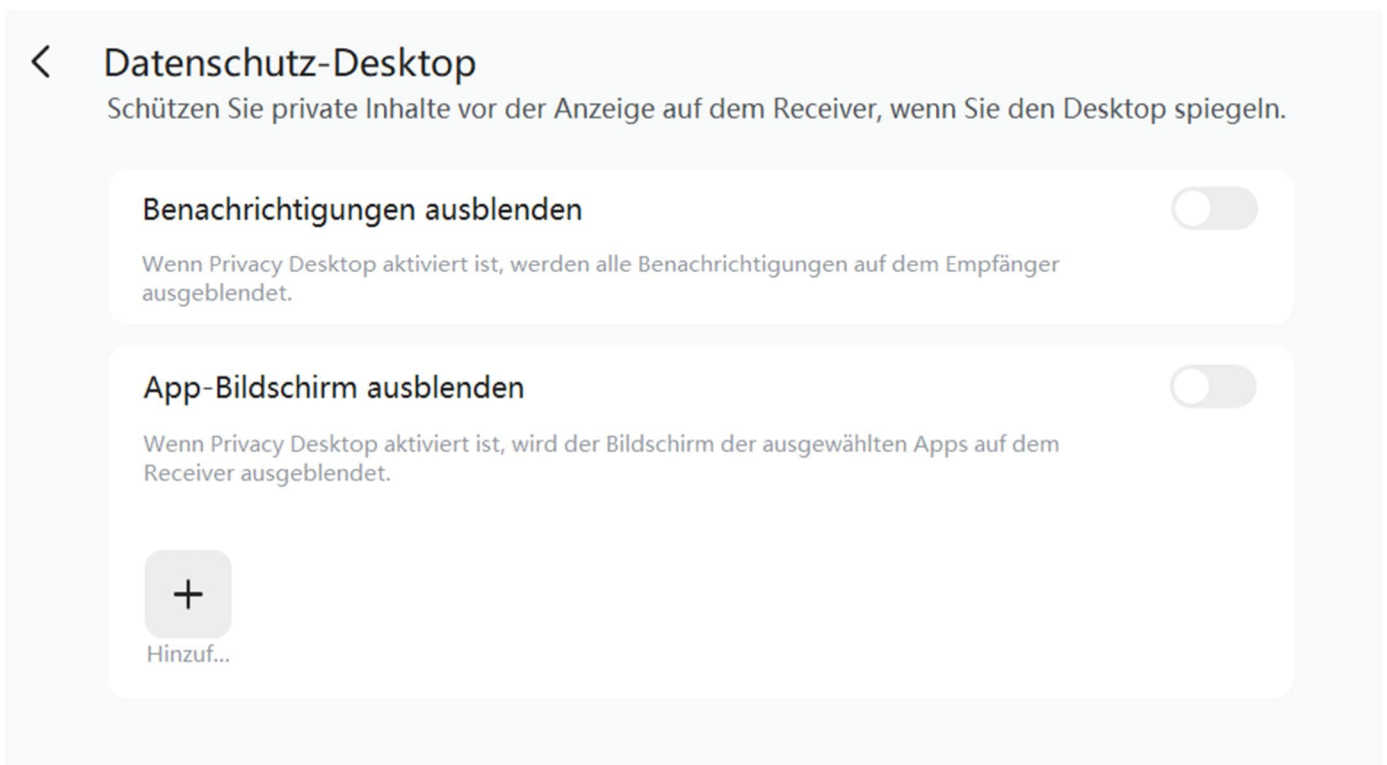 Datenschutz-Desktop
Schützen Sie private Inhalte vor der Anzeige auf dem Receiver, wenn Sie den Desktop spiegeln.
Benachrichtigungen ausblenden
Wenn Privacy Desktop aktiviert ist, werden alle Benachrichtigungen auf dem Empfänger
ausgeblendet.
App-Bildschirm ausblenden
Wenn Privacy Desktop aktiviert ist, wird der Bildschirm der ausgewählten Apps auf dem
Receiver ausgeblendet.
Hinzuf...